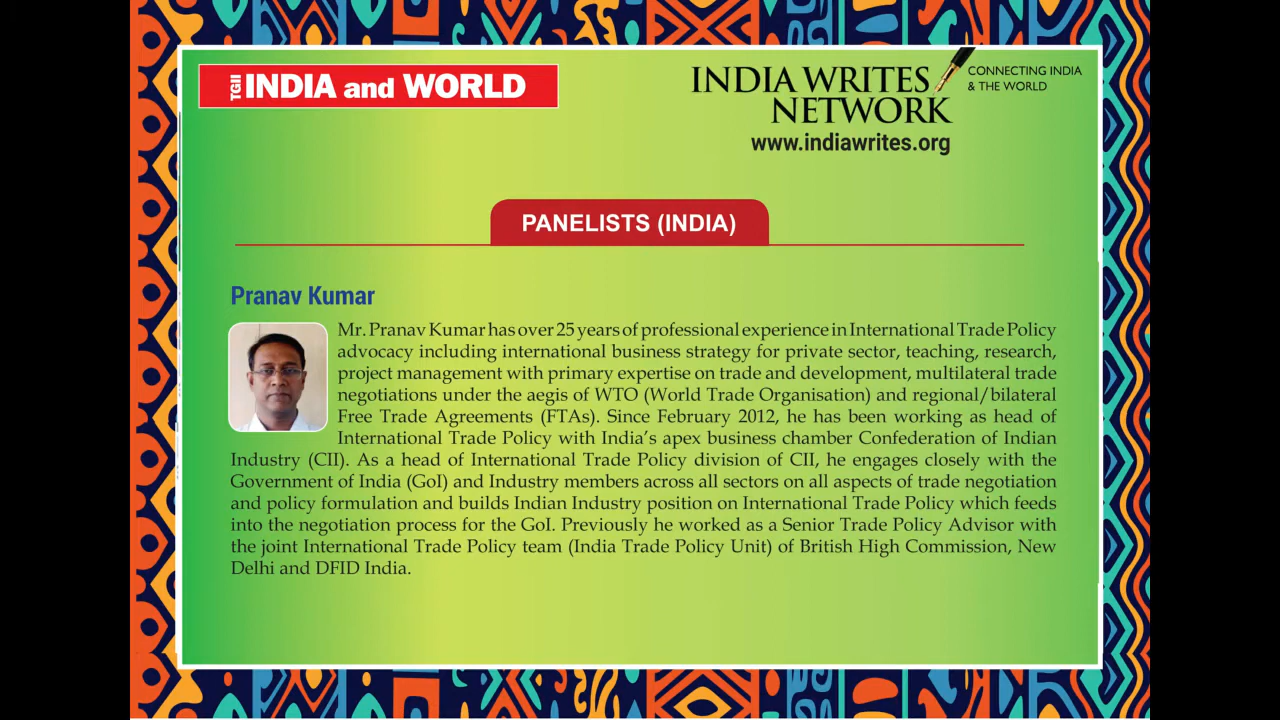 TGII INDIA and WORLD
INDIA WRITES NETWORK
CONNECTING INDIA
& THE WORLD
www.indiawrites.org
PANELISTS (INDIA)
Pranav Kumar
Mr. Pranav Kumar has over 25 years of professional experience in International Trade Policy
advocacy including international business strategy for private sector, teaching, research,
project management with primary expertise on trade and development, multilateral trade
negotiations under the aegis of WTO (World Trade Organisation) and regional/bilateral
Free Trade Agreements (FTAs). Since February 2012, he has been working as head of
International Trade Policy with India's apex business chamber Confederation of Indian
Industry (CII). As a head of International Trade Policy division of CII, he engages closely with the
Government of India (GoI) and Industry members across all sectors on all aspects of trade negotiation
and policy formulation and builds Indian Industry position on International Trade Policy which feeds
into the negotiation process for the GoI. Previously he worked as a Senior Trade Policy Advisor with
the joint International Trade Policy team (India Trade Policy Unit) of British High Commission, New
Delhi and DFID India.